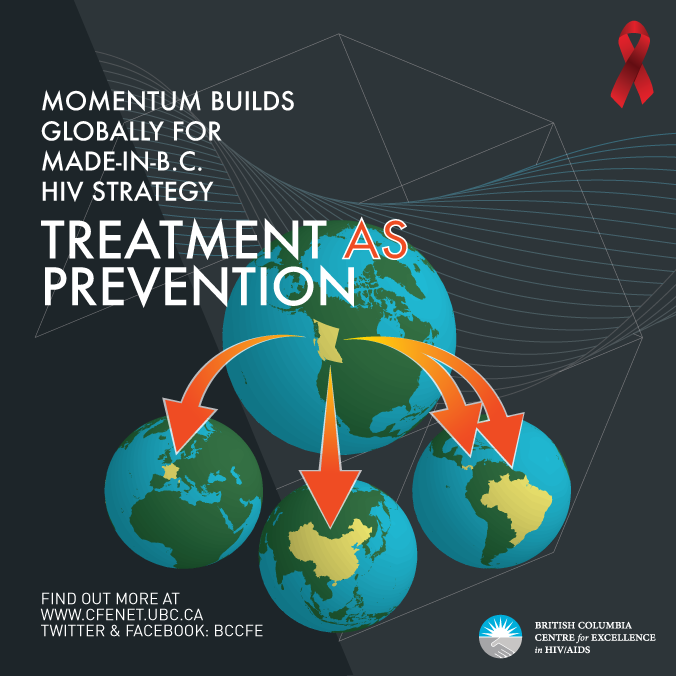 MOMENTUM BUILDS
GLOBALLY FOR
MADE-IN-B.C.
HIV STRATEGY
TREATMENT AS
PREVENTION
FIND OUT MORE AT
WWW.CFENET.UBC.CA
TWITTER & FACEBOOK: BCCFE
BRITISH COLUMBIA
CENTRE for EXCELLENCE
in HIV/AIDS